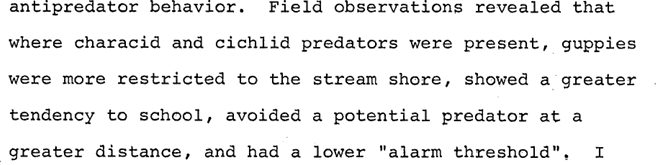 antipredator behavior.  Field observations revealed that
where characid and cichlid predators were present, guppies
were more restricted to the stream shore, showed a greater
tendency to school, avoided a potential predator at a
greater distance, and had a lower "alarm threshold".  I